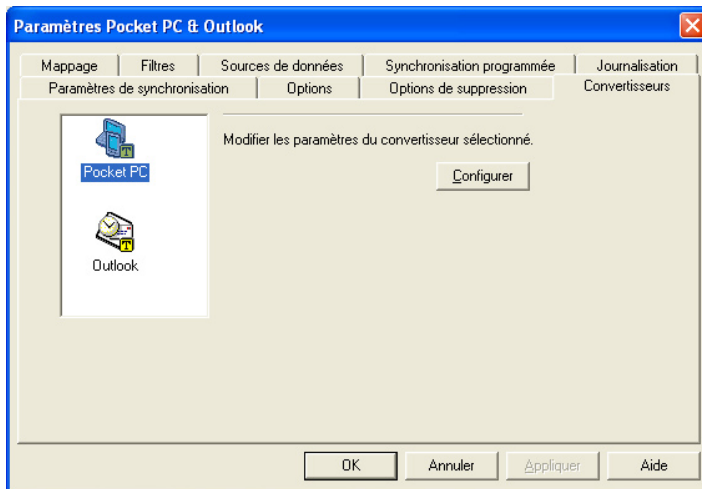 Paramètres Pocket PC & Outlook
Mappage Filtres Sources de données Synchronisation programmée Journalisation
Paramètres de synchronisation Options Options de suppression Convertisseurs
Modifier les paramètres du convertisseur sélectionné.
Pocket PC
Configurer
Outlook
OK Annuler Appliquer Aide